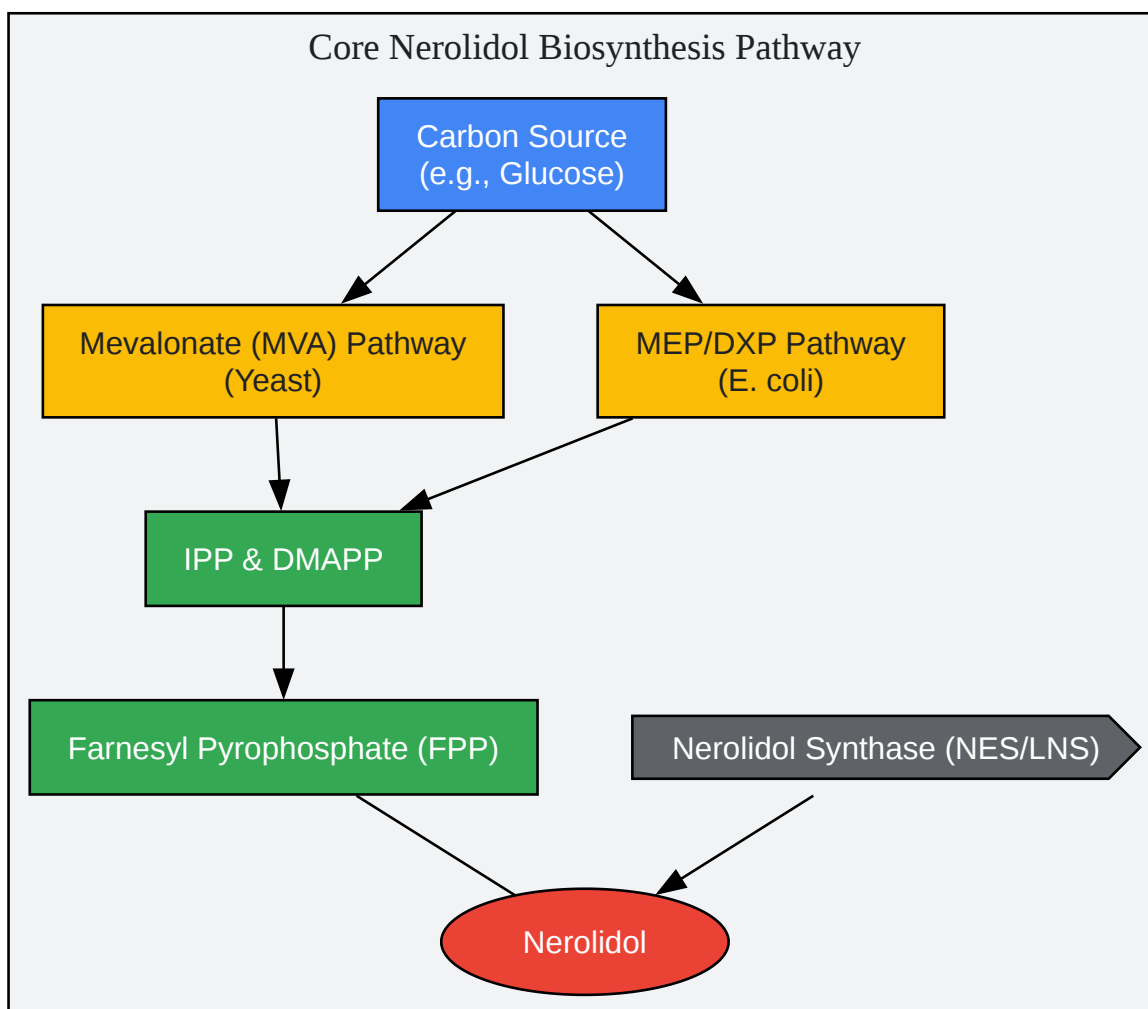 Core Nerolidol Biosynthesis Pathway
Carbon Source
(e.g., Glucose)
Mevalonate (MVA) Pathway
(Yeast)
MEP/DXP Pathway
(E. coli)
IPP & DMAPP
Farnesyl Pyrophosphate (FPP)
Nerolidol Synthase (NES/LNS)
Nerolidol